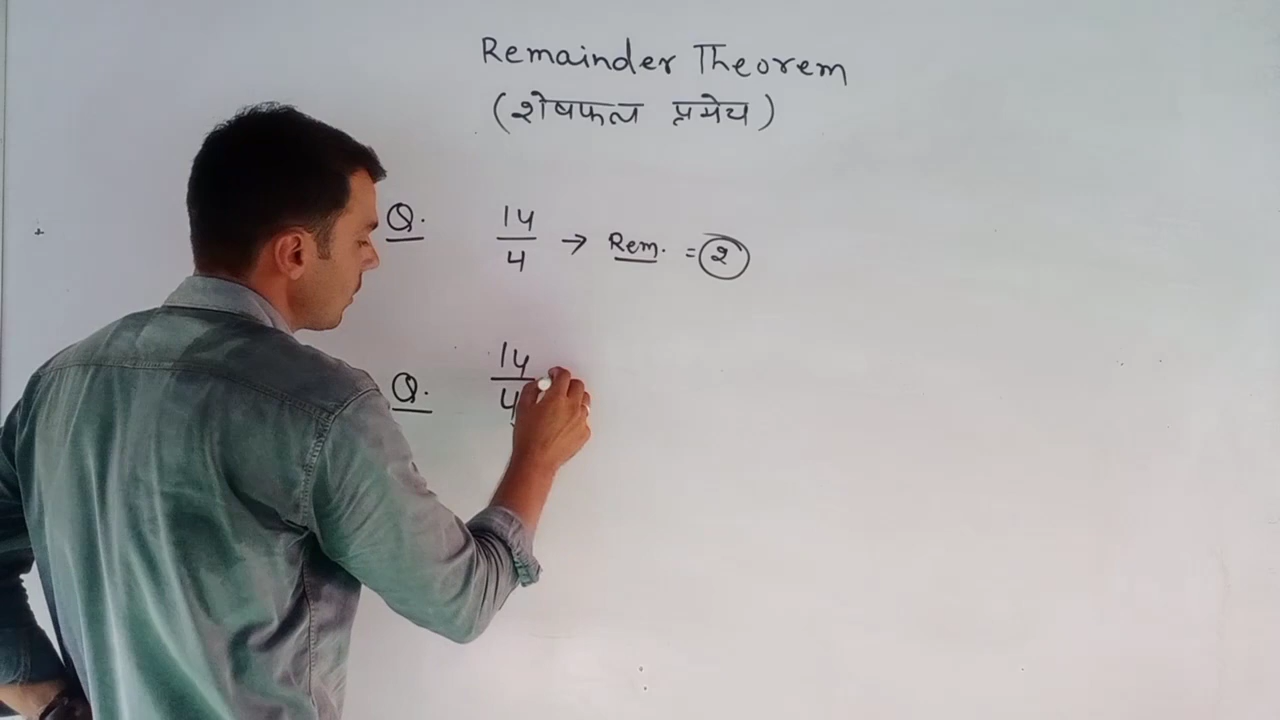 Remainder Theorem
(शेषफल प्रमेय)
Q. 14/4 → Rem. = 2
Q. 14/4